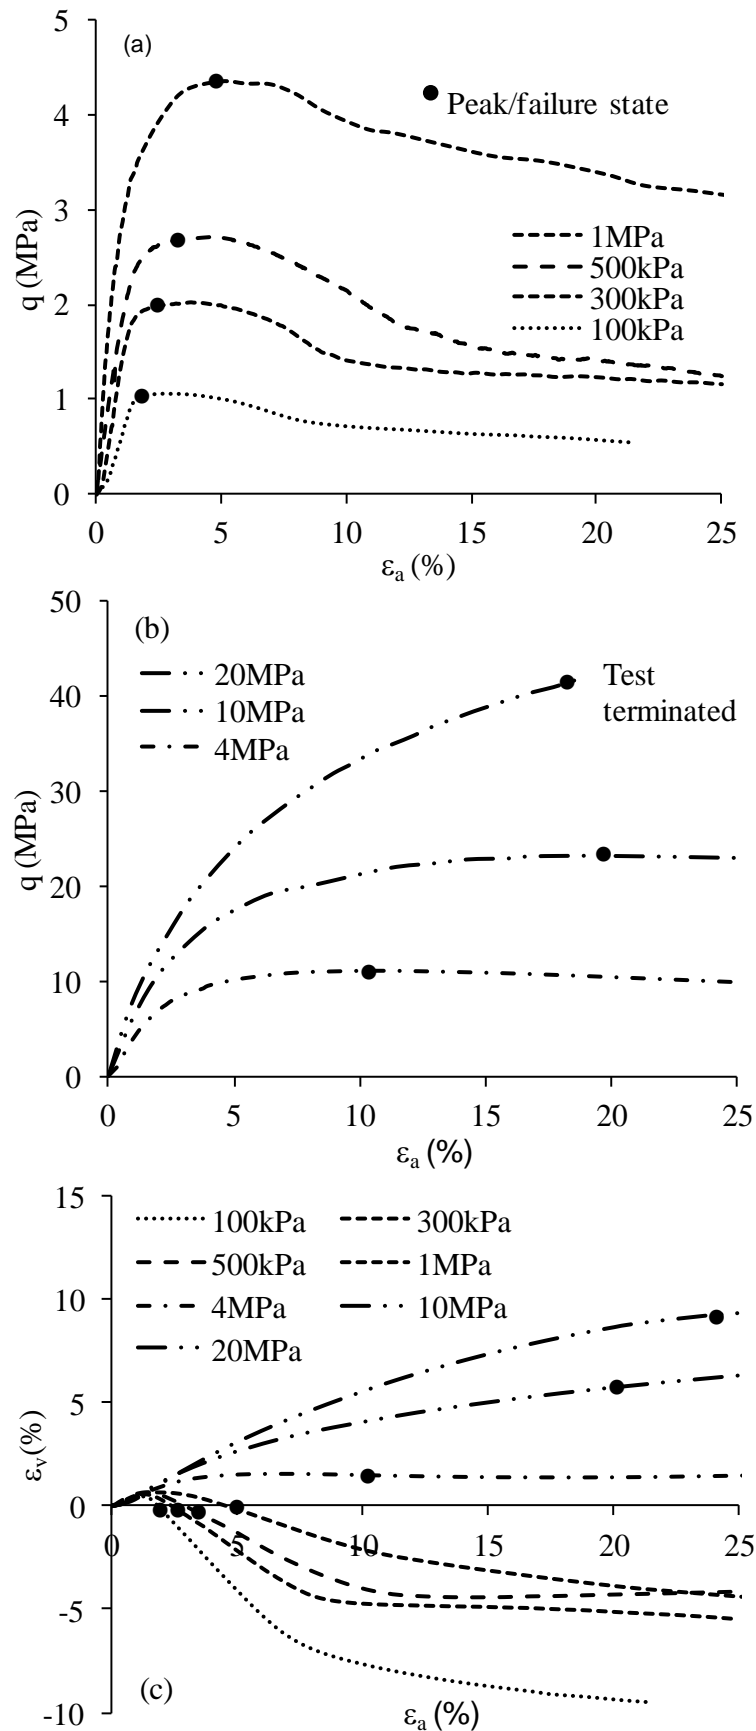 5
(a)
4
Peak/failure state
3
q (MPa)
1MPa
500kPa
2
300kPa
100kPa
1
0
0 5 10 15 20 25
εa (%)
50
(b)
20MPa
Test
40
10MPa
terminated
4MPa
30
q (MPa)
20
10
0
0 5 10 15 20 25
εa (%)
15
100kPa 300kPa
500kPa 1MPa
10
4MPa 10MPa
20MPa
5
εv(%)
0
0 5 10 15 20 25
-5
(c)
εa (%)
-10